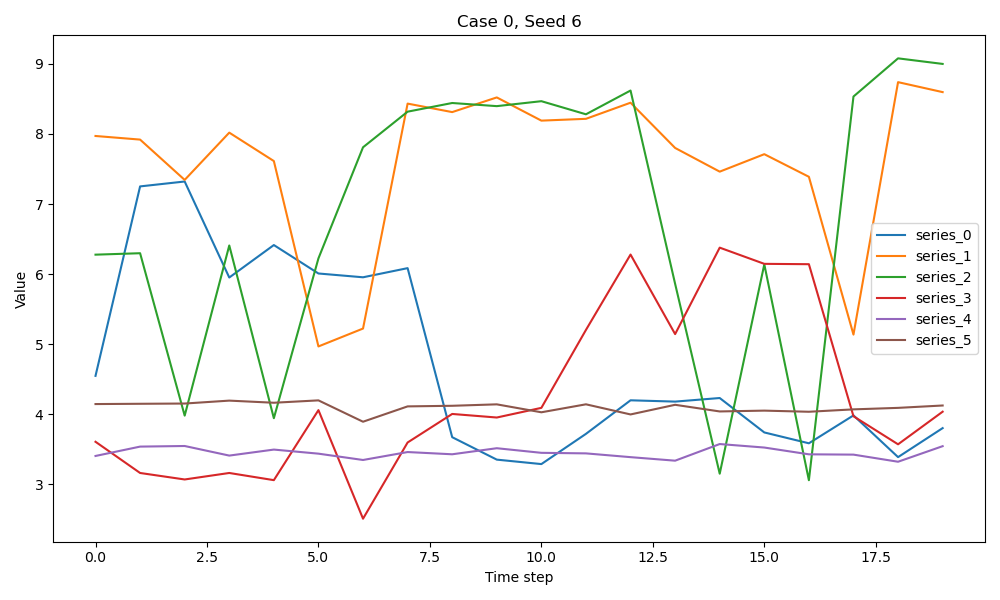 Case 0, Seed 6
Value
9
8
7
6
5
4
3
series_0
series_1
series_2
series_3
series_4
series_5
0.0 2.5 5.0 7.5 10.0 12.5 15.0 17.5
Time step